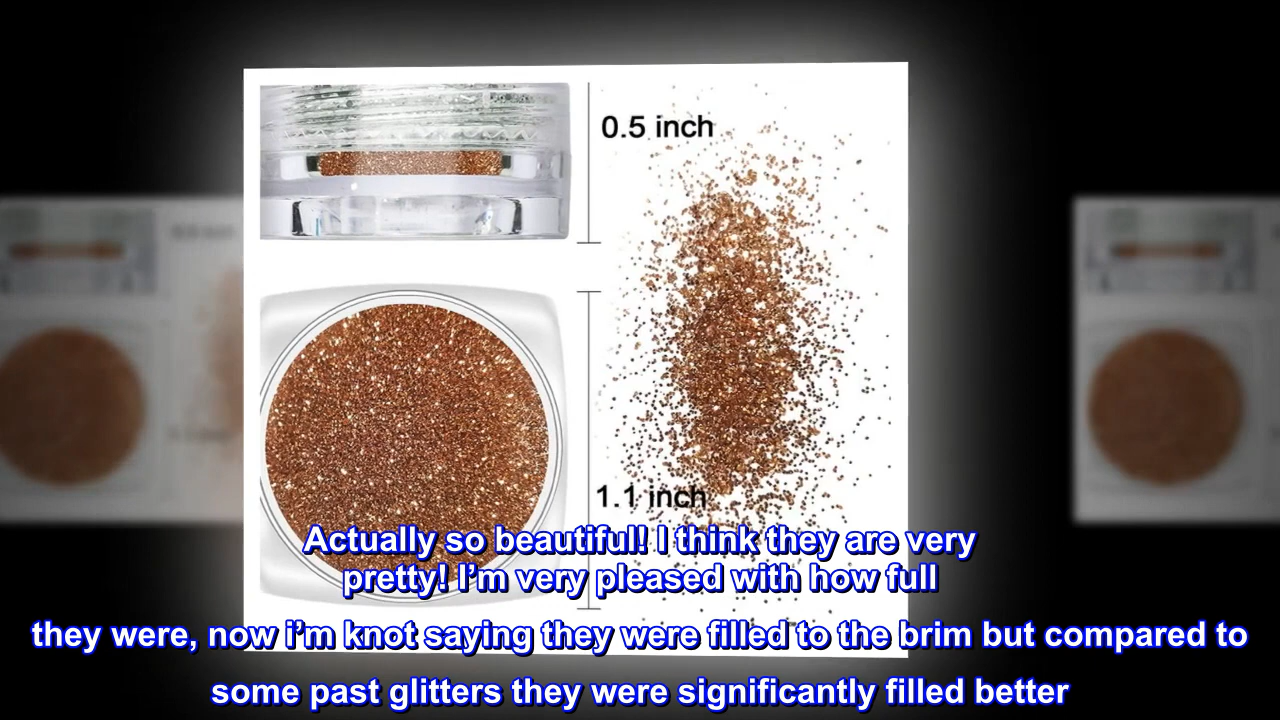 0.5 inch
1.1 inch
Actually so beautiful! I think they are very
pretty! I’m very pleased with how full
they were, now i’m knot saying they were filled to the brim but compared to
some past glitters they were significantly filled better